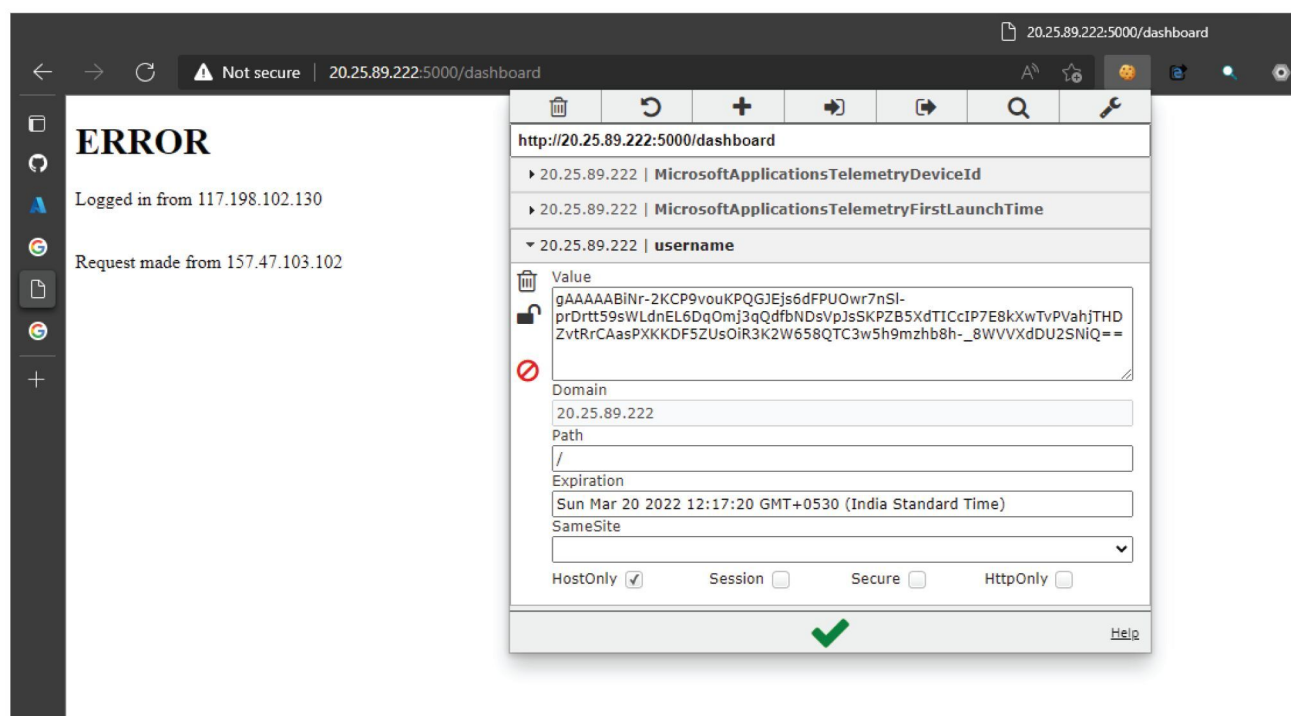 20.25.89.222:5000/dashboard
Not secure | 20.25.89.222:5000/dashboard
ERROR
Logged in from 117.198.102.130
Request made from 157.47.103.102
http://20.25.89.222:5000/dashboard
20.25.89.222 | MicrosoftApplicationsTelemetryDeviceId
20.25.89.222 | MicrosoftApplicationsTelemetryFirstLaunchTime
20.25.89.222 | username
Value
gAAAAABiNr-2KCP9vouKPQGJEjs6dFPUOwr7nSl-
prDrtt59sWLdnEL6DqOmj3qQdfbNDsVpJsSKPZB5XdTICcIP7E8kXwTvPVahjTHD
ZvtRrCAasPXKKDF5ZUsOiR3K2W658QTC3w5h9mzhb8h-_8WVVXdDU2SNiQ==
Domain
20.25.89.222
Path
/
Expiration
Sun Mar 20 2022 12:17:20 GMT+0530 (India Standard Time)
SameSite
HostOnly Session Secure HttpOnly
Help